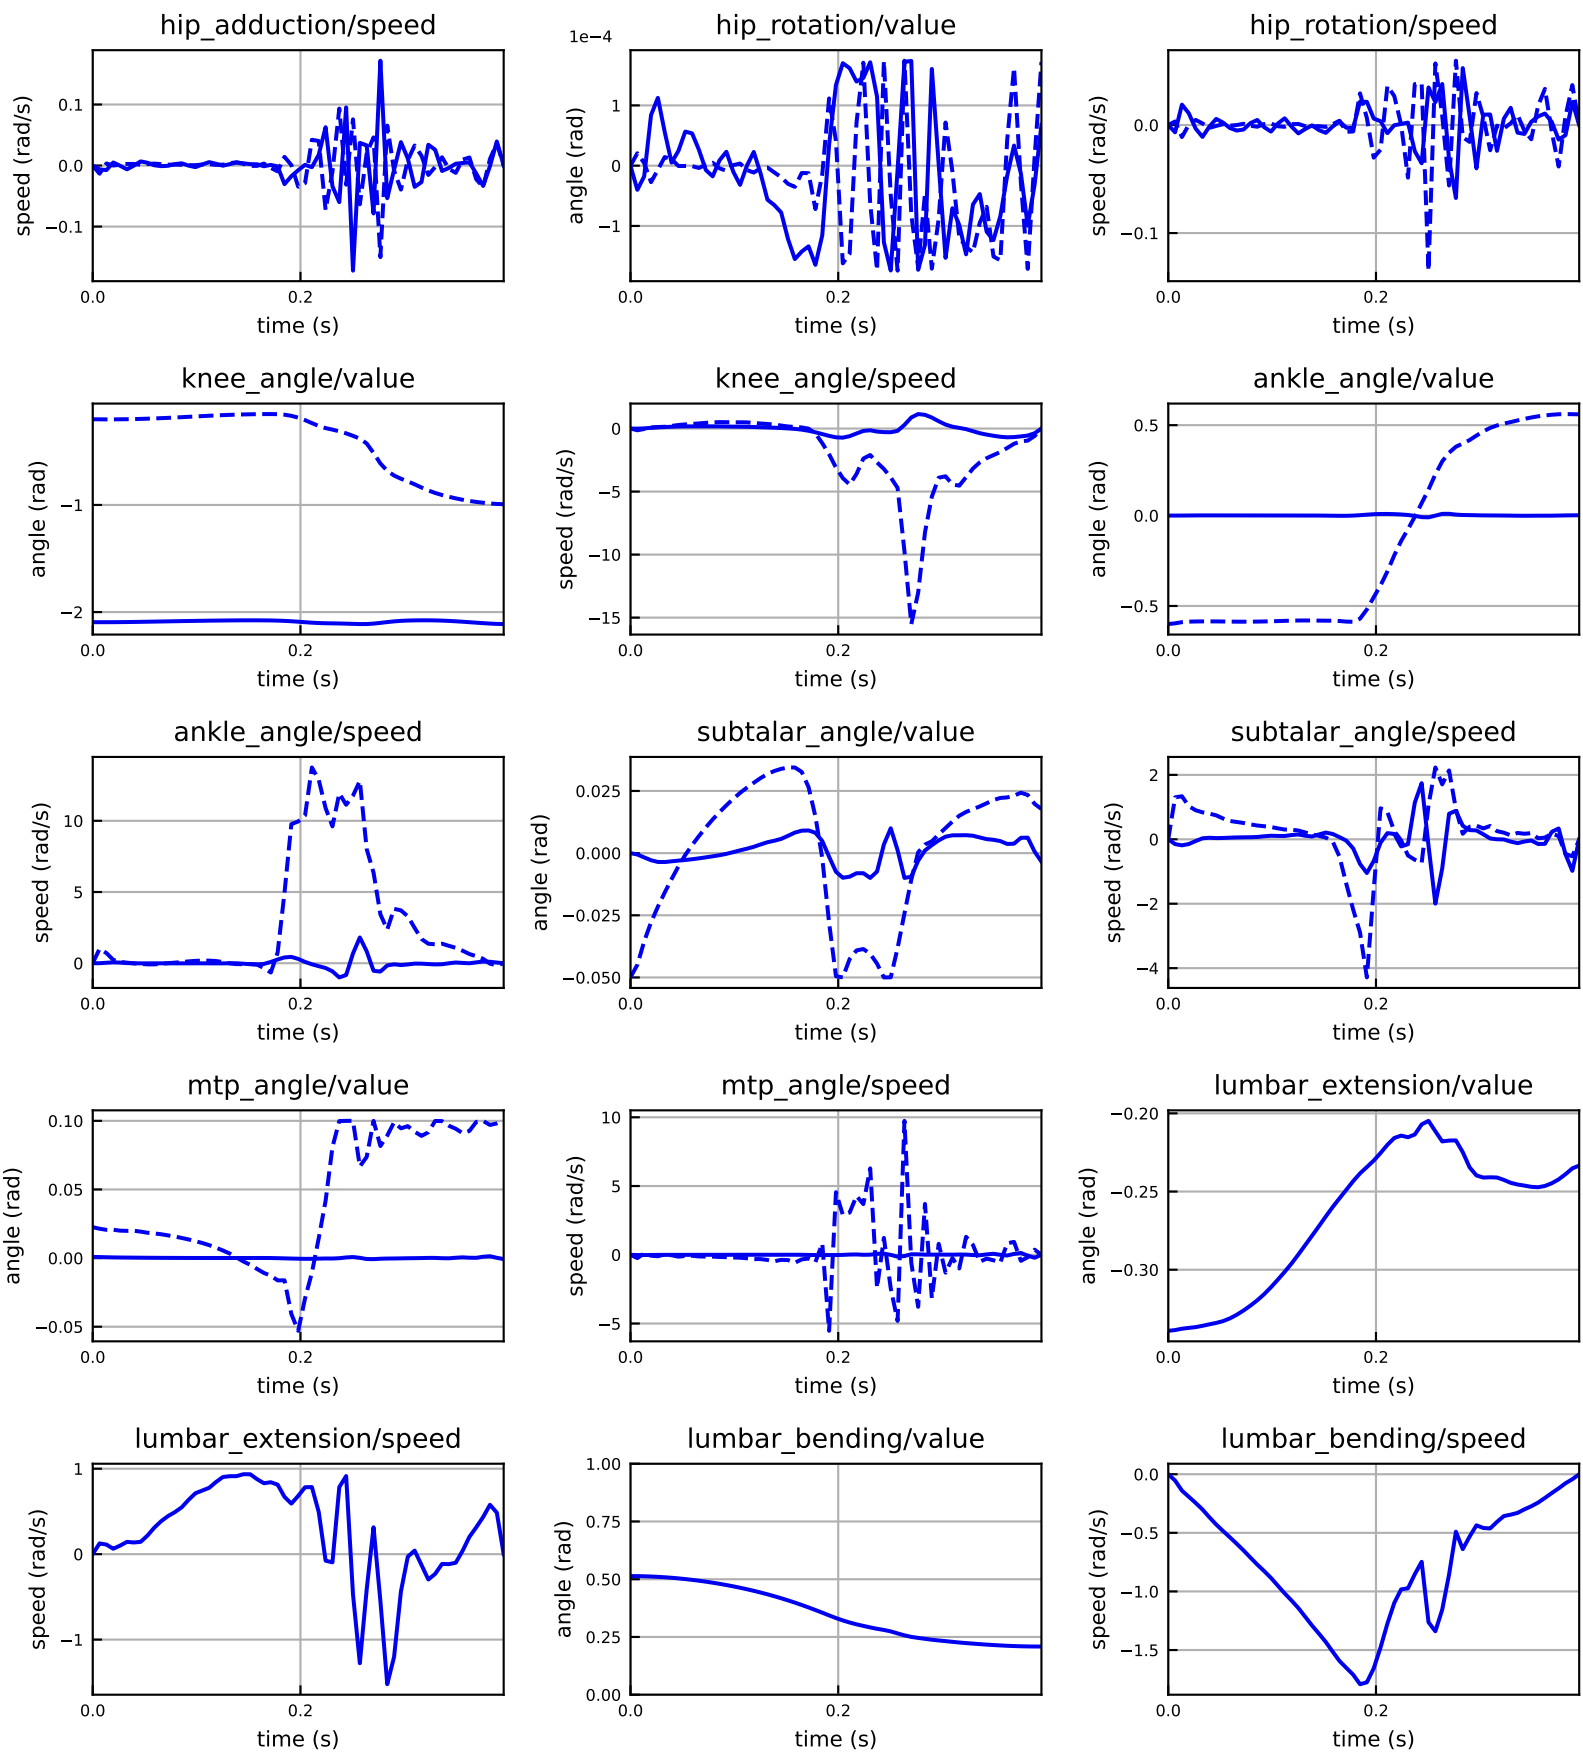 hip_adduction/speed
speed (rad/s)
0.1
0.0
−0.1
0.0
0.2
time (s)
hip_rotation/value
1e−4
angle (rad)
1
0
−1
0.0
0.2
time (s)
hip_rotation/speed
speed (rad/s)
0.0
−0.1
0.0
0.2
time (s)
knee_angle/value
angle (rad)
−1
−2
0.0
0.2
time (s)
knee_angle/speed
speed (rad/s)
0
−5
−10
−15
0.0
0.2
time (s)
ankle_angle/value
angle (rad)
0.5
0.0
−0.5
0.0
0.2
time (s)
ankle_angle/speed
speed (rad/s)
10
5
0
0.0
0.2
time (s)
subtalar_angle/value
angle (rad)
0.025
0.000
−0.025
−0.050
0.0
0.2
time (s)
subtalar_angle/speed
speed (rad/s)
2
0
−2
−4
0.0
0.2
time (s)
mtp_angle/value
angle (rad)
0.10
0.05
0.00
−0.05
0.0
0.2
time (s)
mtp_angle/speed
speed (rad/s)
10
5
0
−5
0.0
0.2
time (s)
lumbar_extension/value
angle (rad)
−0.20
−0.25
−0.30
0.0
0.2
time (s)
lumbar_extension/speed
speed (rad/s)
1
0
−1
0.0
0.2
time (s)
lumbar_bending/value
angle (rad)
1.00
0.75
0.50
0.25
0.00
0.0
0.2
time (s)
lumbar_bending/speed
speed (rad/s)
0.0
−0.5
−1.0
−1.5
0.0
0.2
time (s)